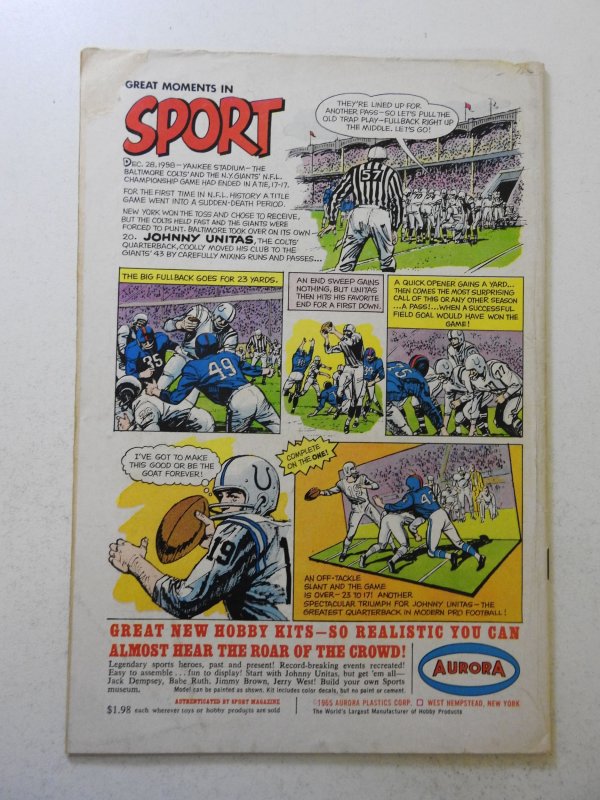 GREAT MOMENTS IN
SPORT
DEC. 28, 1958—YANKEE STADIUM—THE
BALTIMORE COLTS' AND THE N.Y. GIANTS' N.F.L.
CHAMPIONSHIP GAME HAD ENDED IN A TIE, 17-17.
FOR THE FIRST TIME IN N.F.L. HISTORY A TITLE
GAME WENT INTO A SUDDEN-DEATH PERIOD.
NEW YORK WON THE TOSS AND CHOSE TO RECEIVE,
BUT THE COLTS HELD FAST AND THE GIANTS WERE
FORCED TO PUNT. BALTIMORE TOOK OVER ON ITS OWN
20. JOHNNY UNITAS, THE COLTS'
QUARTERBACK, COOLLY MOVED HIS CLUB TO THE
GIANTS' 43 BY CAREFULLY MIXING RUNS AND PASSES...
THEY'RE LINED UP FOR
ANOTHER PASS—SO LET'S PULL THE
OLD TRAP PLAY—FULLBACK RIGHT UP
THE MIDDLE. LET'S GO!
57
THE BIG FULLBACK GOES FOR 23 YARDS.
35
49
AN END SWEEP GAINS
NOTHING, BUT UNITAS
THEN HITS HIS FAVORITE
END FOR A FIRST DOWN.
84
A QUICK OPENER GAINS A YARD...
THEN COMES THE MOST SURPRISING
CALL OF THIS OR ANY OTHER SEASON
...A PASS!...WHEN A SUCCESSFUL
FIELD GOAL WOULD HAVE WON THE
GAME!
77
I'VE GOT TO MAKE
THIS GOOD OR BE THE
GOAT FOREVER!
19
COMPLETE
ON THE ONE!
43
AN OFF-TACKLE
SLANT AND THE GAME
IS OVER—23 TO 17! ANOTHER
SPECTACULAR TRIUMPH FOR JOHNNY UNITAS—THE
GREATEST QUARTERBACK IN MODERN PRO FOOTBALL!
GREAT NEW HOBBY KITS—SO REALISTIC YOU CAN
ALMOST HEAR THE ROAR OF THE CROWD!
Legendary sports heroes, past and present! Record-breaking events recreated!
Easy to assemble . . . fun to display! Start with Johnny Unitas, but get 'em all—
Jack Dempsey, Babe Ruth, Jimmy Brown, Jerry West! Build your own Sports
museum. Model can be painted as shown. Kit includes color decals, but no paint or cement.
AURORA
AUTHENTICATED BY SPORT MAGAZINE
$1.98 each wherever toys or hobby products are sold
©1965 AURORA PLASTICS CORP. WEST HEMPSTEAD, NEW YORK
The World's Largest Manufacturer of Hobby Products